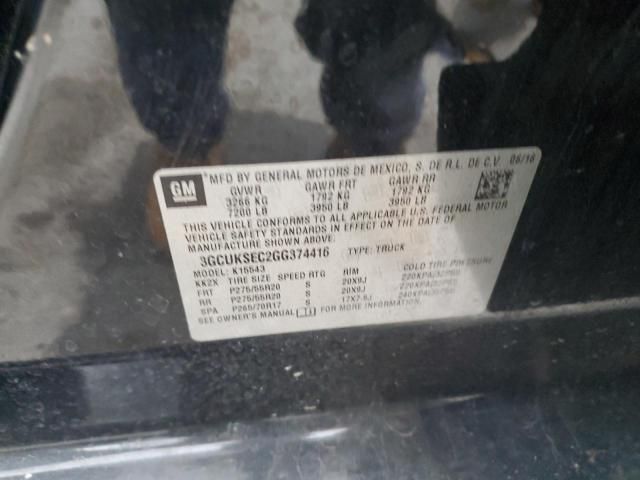 GM
MFD BY GENERAL MOTORS DE MEXICO, S. DE R.L. DE C.V. 06/16
GVWR GAWR FRT GAWR RR
3266 KG 1792 KG 1792 KG
7200 LB 3950 LB 3950 LB
THIS VEHICLE CONFORMS TO ALL APPLICABLE U.S. FEDERAL MOTOR
VEHICLE SAFETY STANDARDS IN EFFECT ON THE DATE OF
MANUFACTURE SHOWN ABOVE.
3GCUKSEC2GG374416 TYPE: TRUCK
MODEL: K15543
KK2X TIRE SIZE SPEED RTG RIM COLD TIRE PRESSURE
FRT P275/55R20 S 20X9J 220KPA(32PSI)
RR P275/55R20 S 20X9J 220KPA(32PSI)
SPA P265/70R17 S 17X7.5J 240KPA(35PSI)
SEE OWNER'S MANUAL FOR MORE INFORMATION.